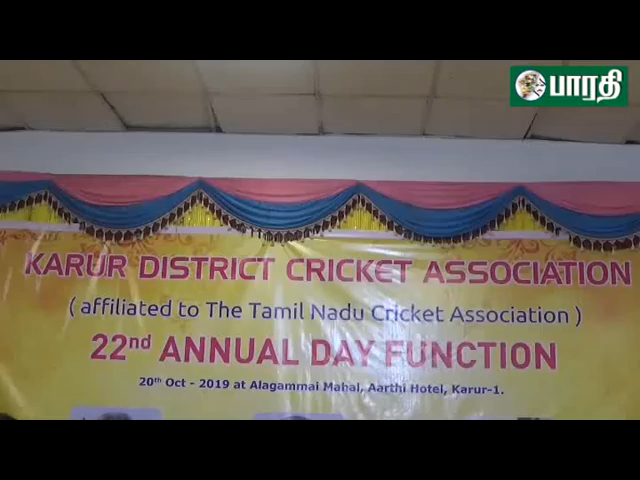 பாரதி
KARUR DISTRICT CRICKET ASSOCIATION
( affiliated to The Tamil Nadu Cricket Association )
22nd ANNUAL DAY FUNCTION
20th Oct - 2019 at Alagammai Mahal, Aarthi Hotel, Karur-1.